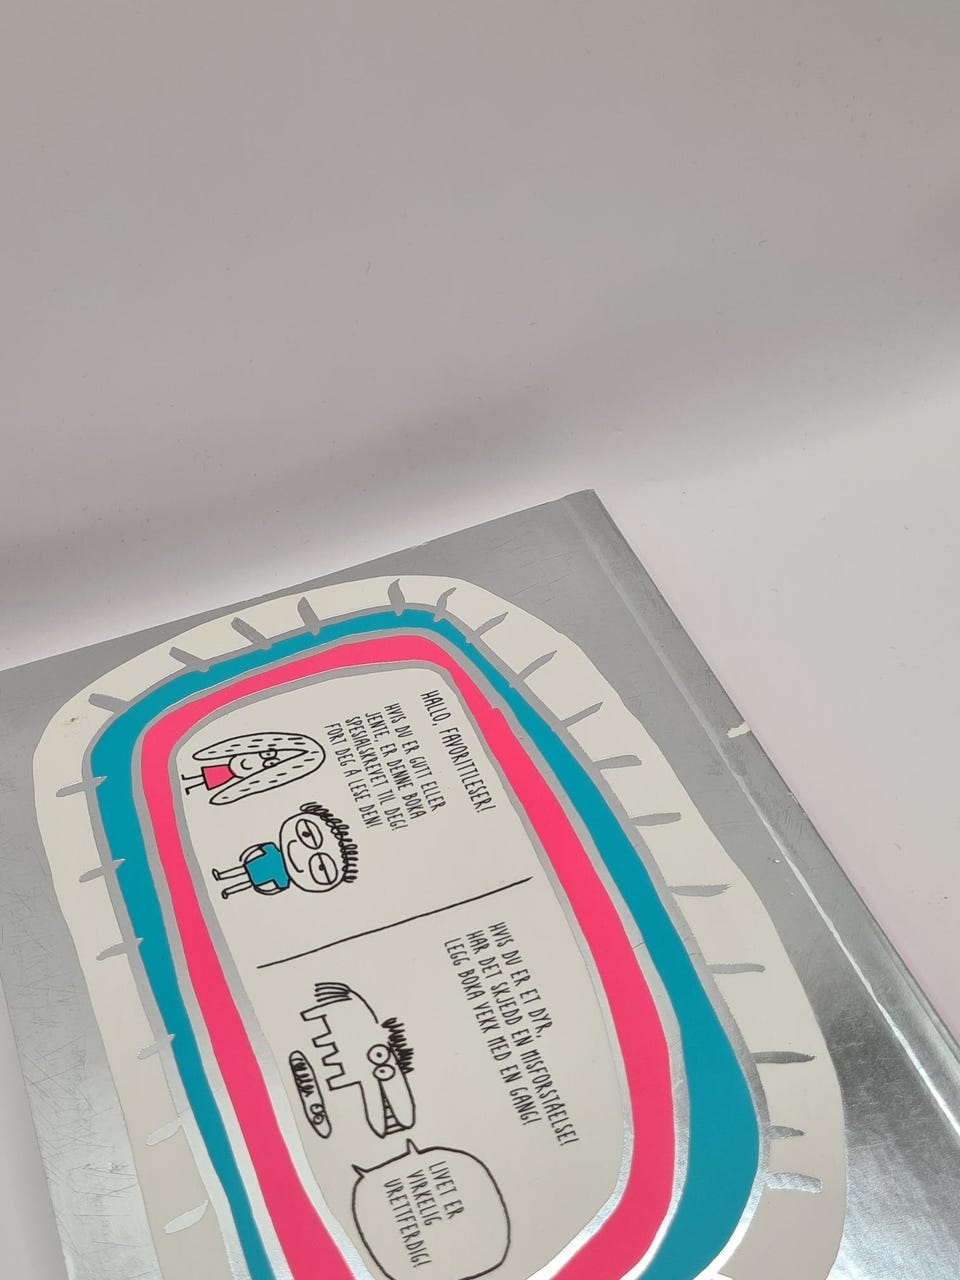 HALLO, FAVORITTLESER!
HVIS DU ER GUTT ELLER
JENTE, ER DENNE BOKA
SPESIALSKREVET TIL DEG!
FORT DEG Å LESE DEN!
HVIS DU ER ET DYR,
HAR DET SKJEDD EN MISFORSTÅELSE!
LEGG BOKA VEKK MED EN GANG!
LIVET ER
VIRKELIG
URETTFERDIG!